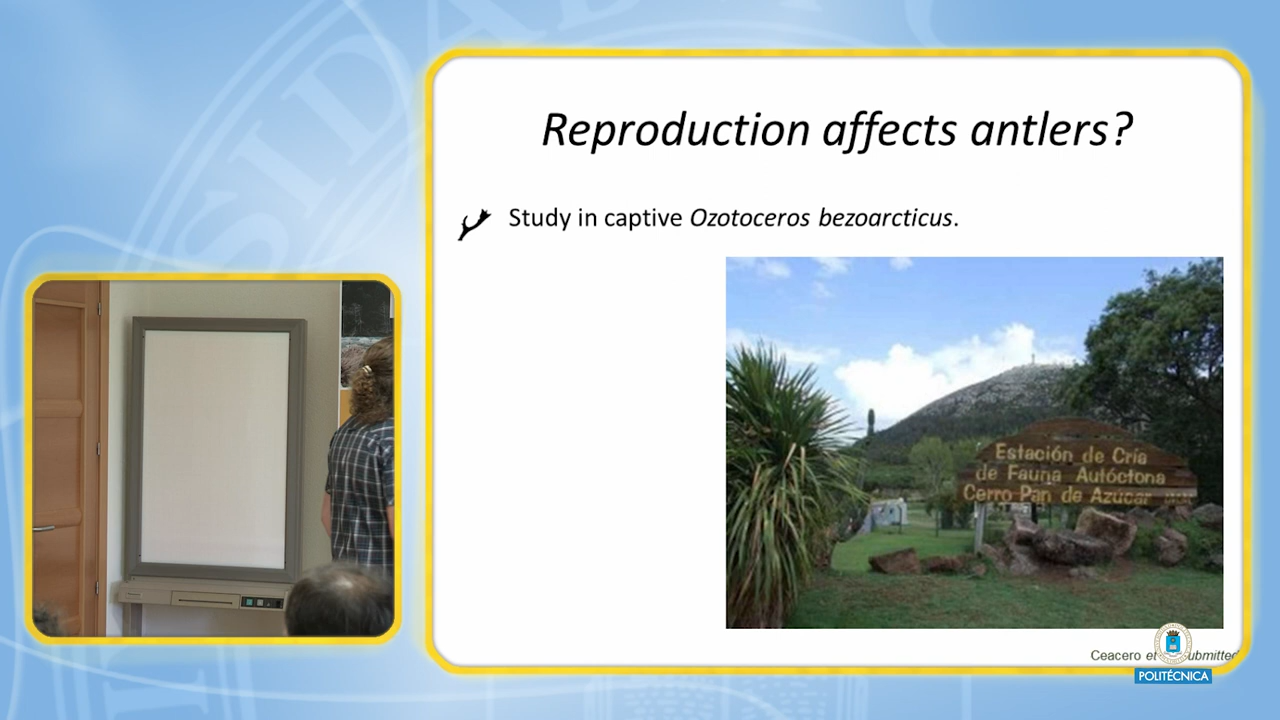 Reproduction affects antlers?
Study in captive Ozotoceros bezoarcticus.
Estación de Cría
de Fauna Autóctona
Cerro Pan de Azúcar
Ceacero et submitted
POLITÉCNICA